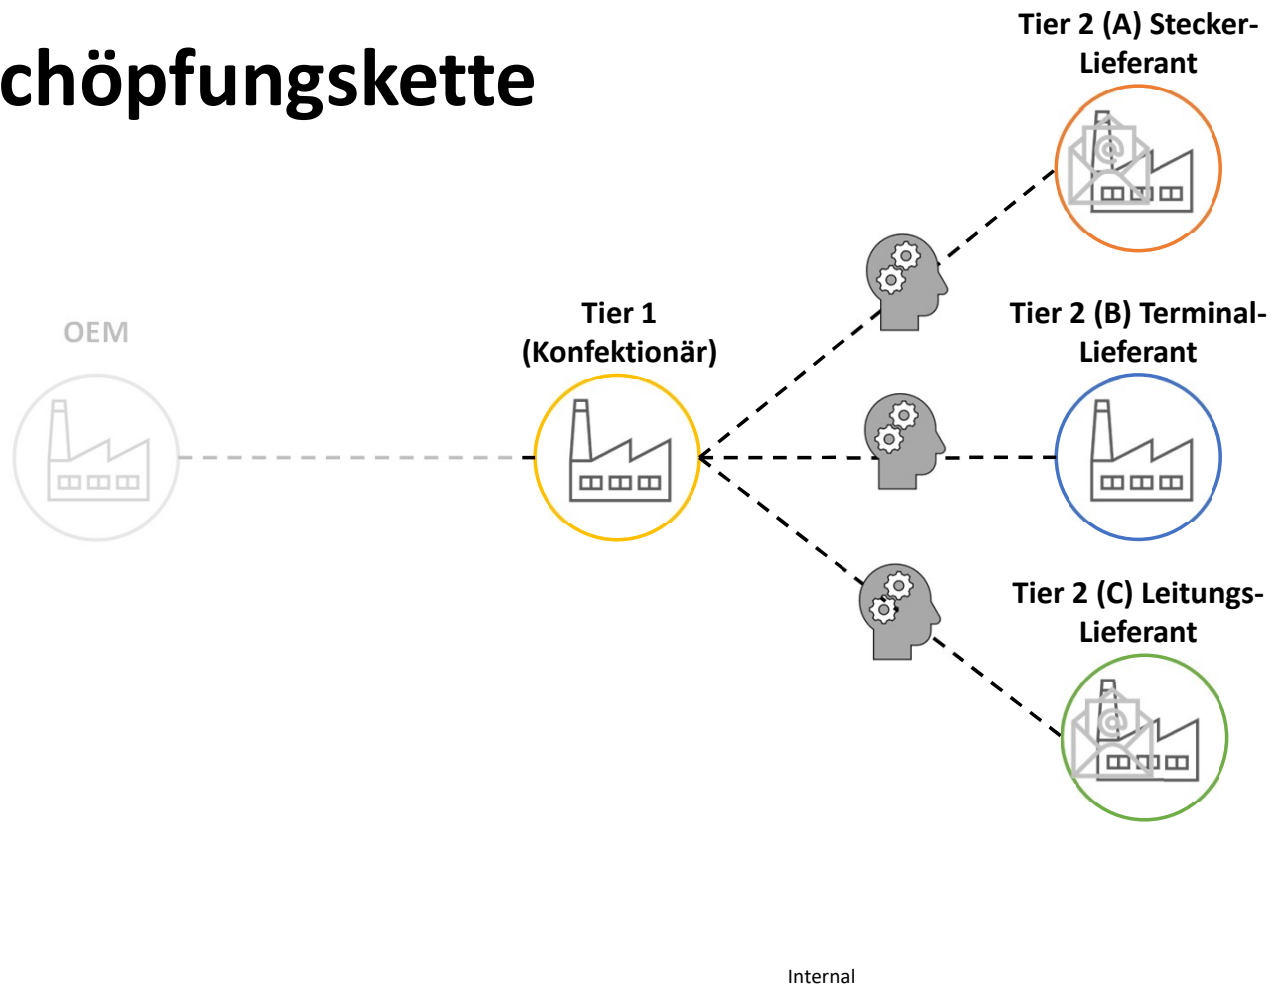 chöpfungskette
Tier 2 (A) Stecker-
Lieferant
OEM
Tier 1
(Konfektionär)
Tier 2 (B) Terminal-
Lieferant
Tier 2 (C) Leitungs-
Lieferant
@
@
Internal